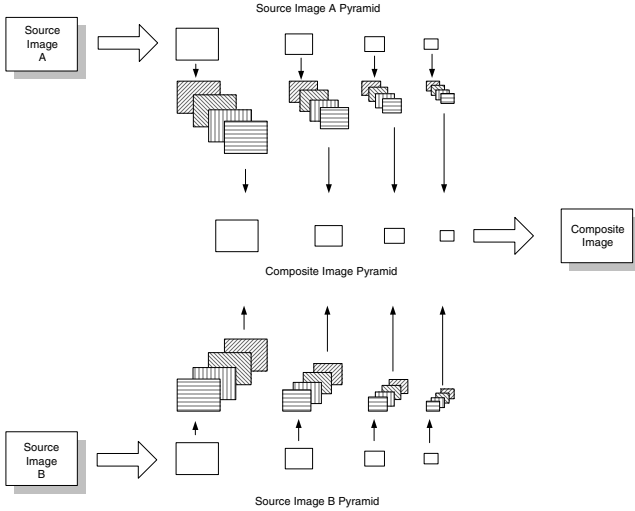 Source Image A Pyramid
Source
Image
A
Composite
Image
Composite Image Pyramid
Source
Image
B
Source Image B Pyramid